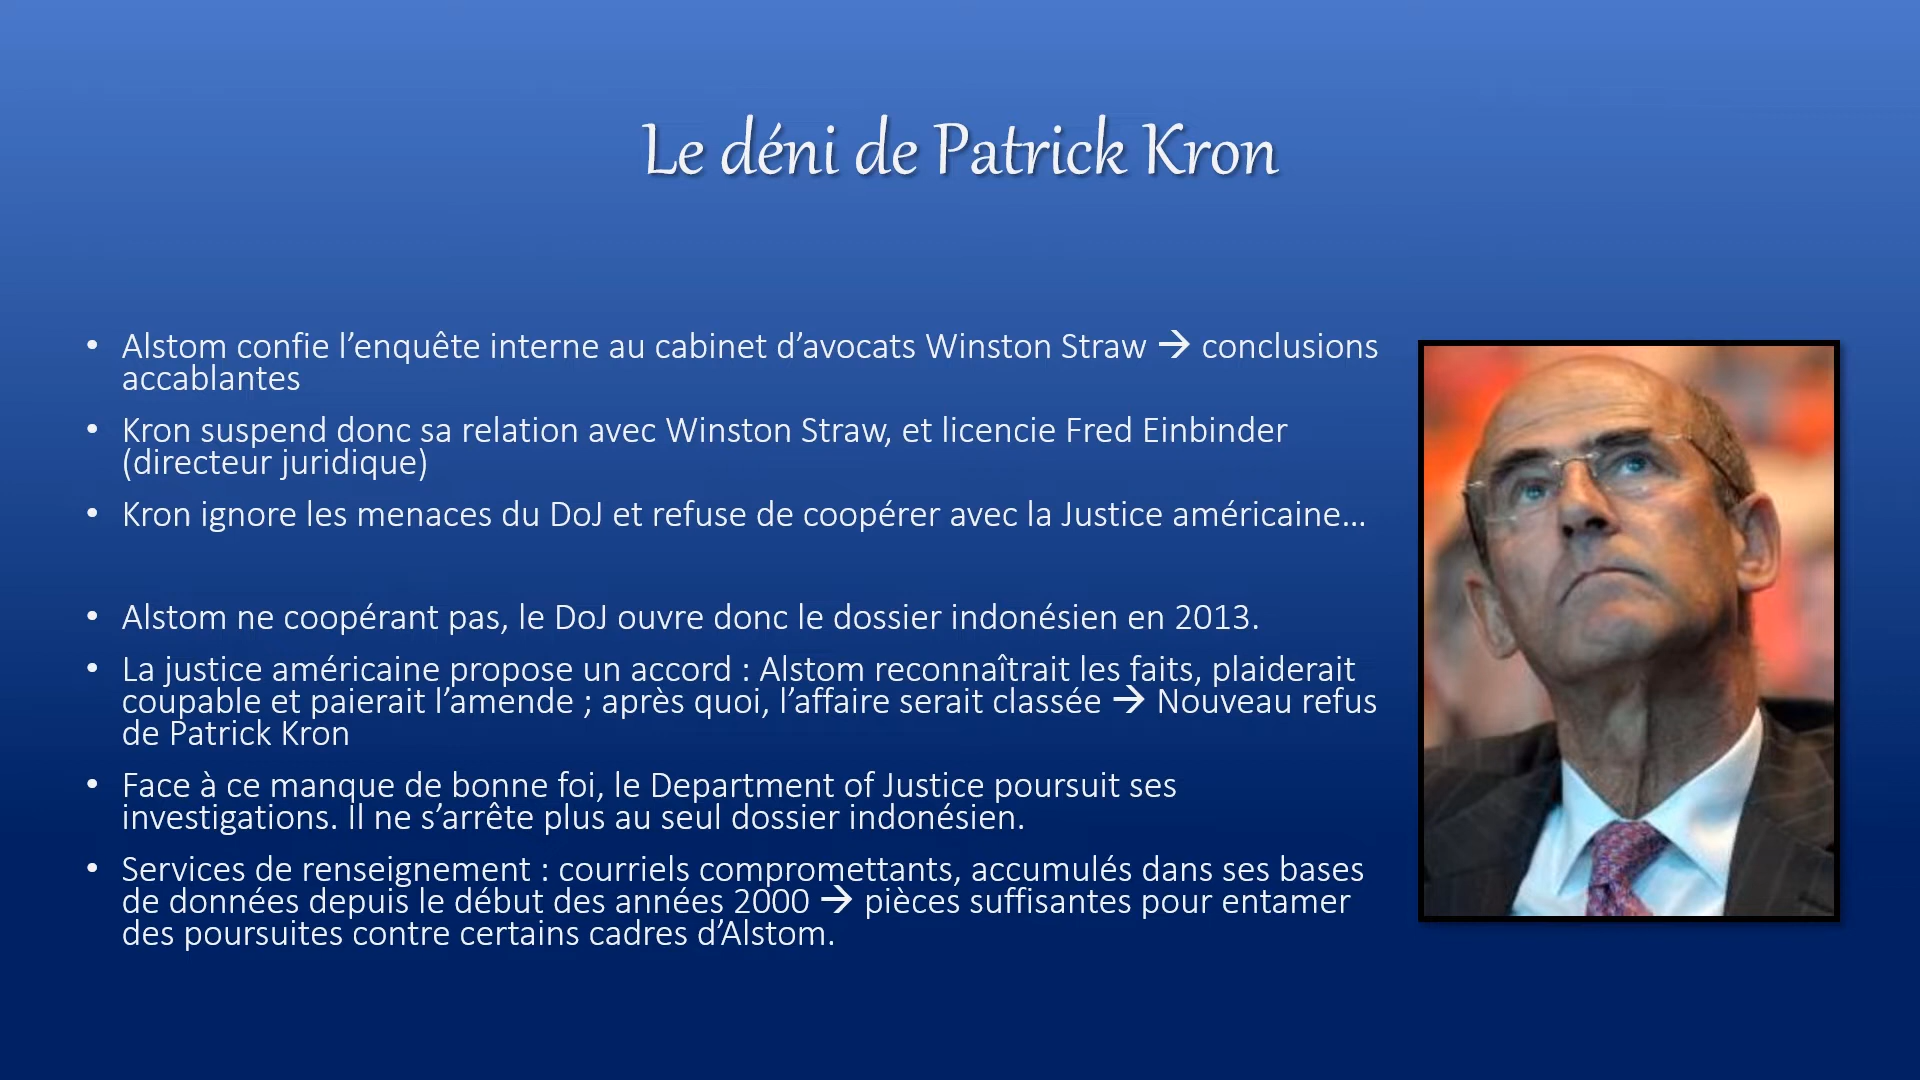 Le déni de Patrick Kron
• Alstom confie l’enquête interne au cabinet d’avocats Winston Straw → conclusions
accablantes
• Kron suspend donc sa relation avec Winston Straw, et licencie Fred Einbinder
(directeur juridique)
• Kron ignore les menaces du DoJ et refuse de coopérer avec la Justice américaine…
• Alstom ne coopérant pas, le DoJ ouvre donc le dossier indonésien en 2013.
• La justice américaine propose un accord : Alstom reconnaîtrait les faits, plaiderait
coupable et paierait l’amende ; après quoi, l’affaire serait classée → Nouveau refus
de Patrick Kron
• Face à ce manque de bonne foi, le Department of Justice poursuit ses
investigations. Il ne s’arrête plus au seul dossier indonésien.
• Services de renseignement : courriels compromettants, accumulés dans ses bases
de données depuis le début des années 2000 → pièces suffisantes pour entamer
des poursuites contre certains cadres d’Alstom.